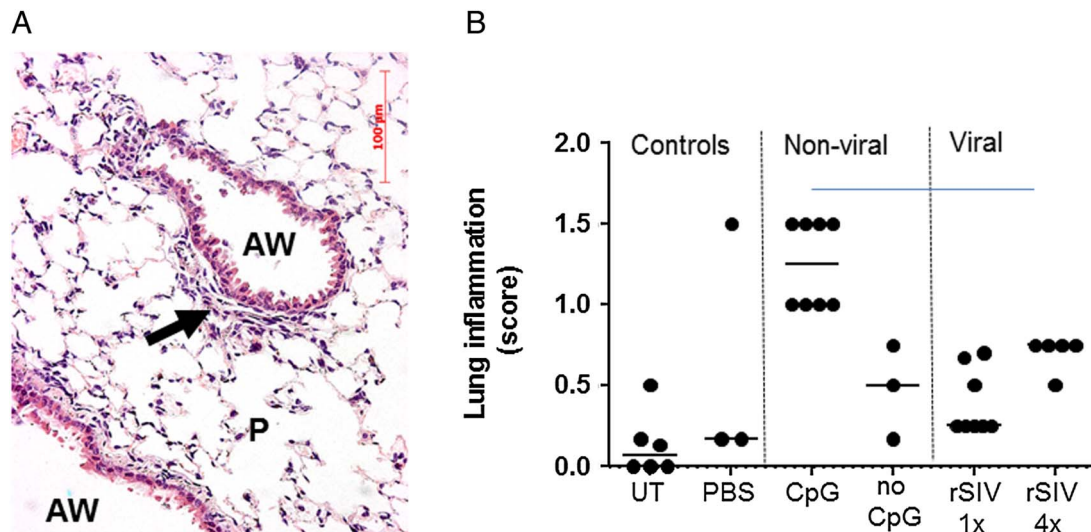 A
100 µm
AW
P
AW
B
Controls
Non-viral
Viral
Lung inflammation
(score)
2.0
1.5
1.0
0.5
0.0
UT
PBS
CpG
no
CpG
rSIV
1x
rSIV
4x